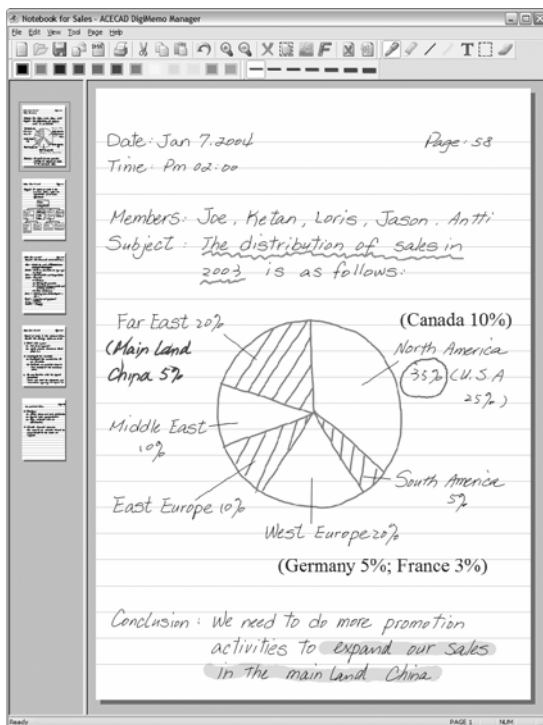 Notebook for Sales - ACECAD DigiMemo Manager
File Edit View Tool Page Help
Date: Jan 7. 2004 Page: 58
Time: Pm 02:00
Members: Joe, Ketan, Loris, Jason, Antti
Subject: The distribution of sales in
2003 is as follows:
Far East 20%
(Main Land
China 5%
(Canada 10%)
North America
35% (U.S.A
25%)
Middle East
10%
South America
5%
East Europe 10%
West Europe 20%
(Germany 5%; France 3%)
Conclusion: We need to do more promotion
activities to expand our sales
in the main Land China
Ready PAGE 1 NUM